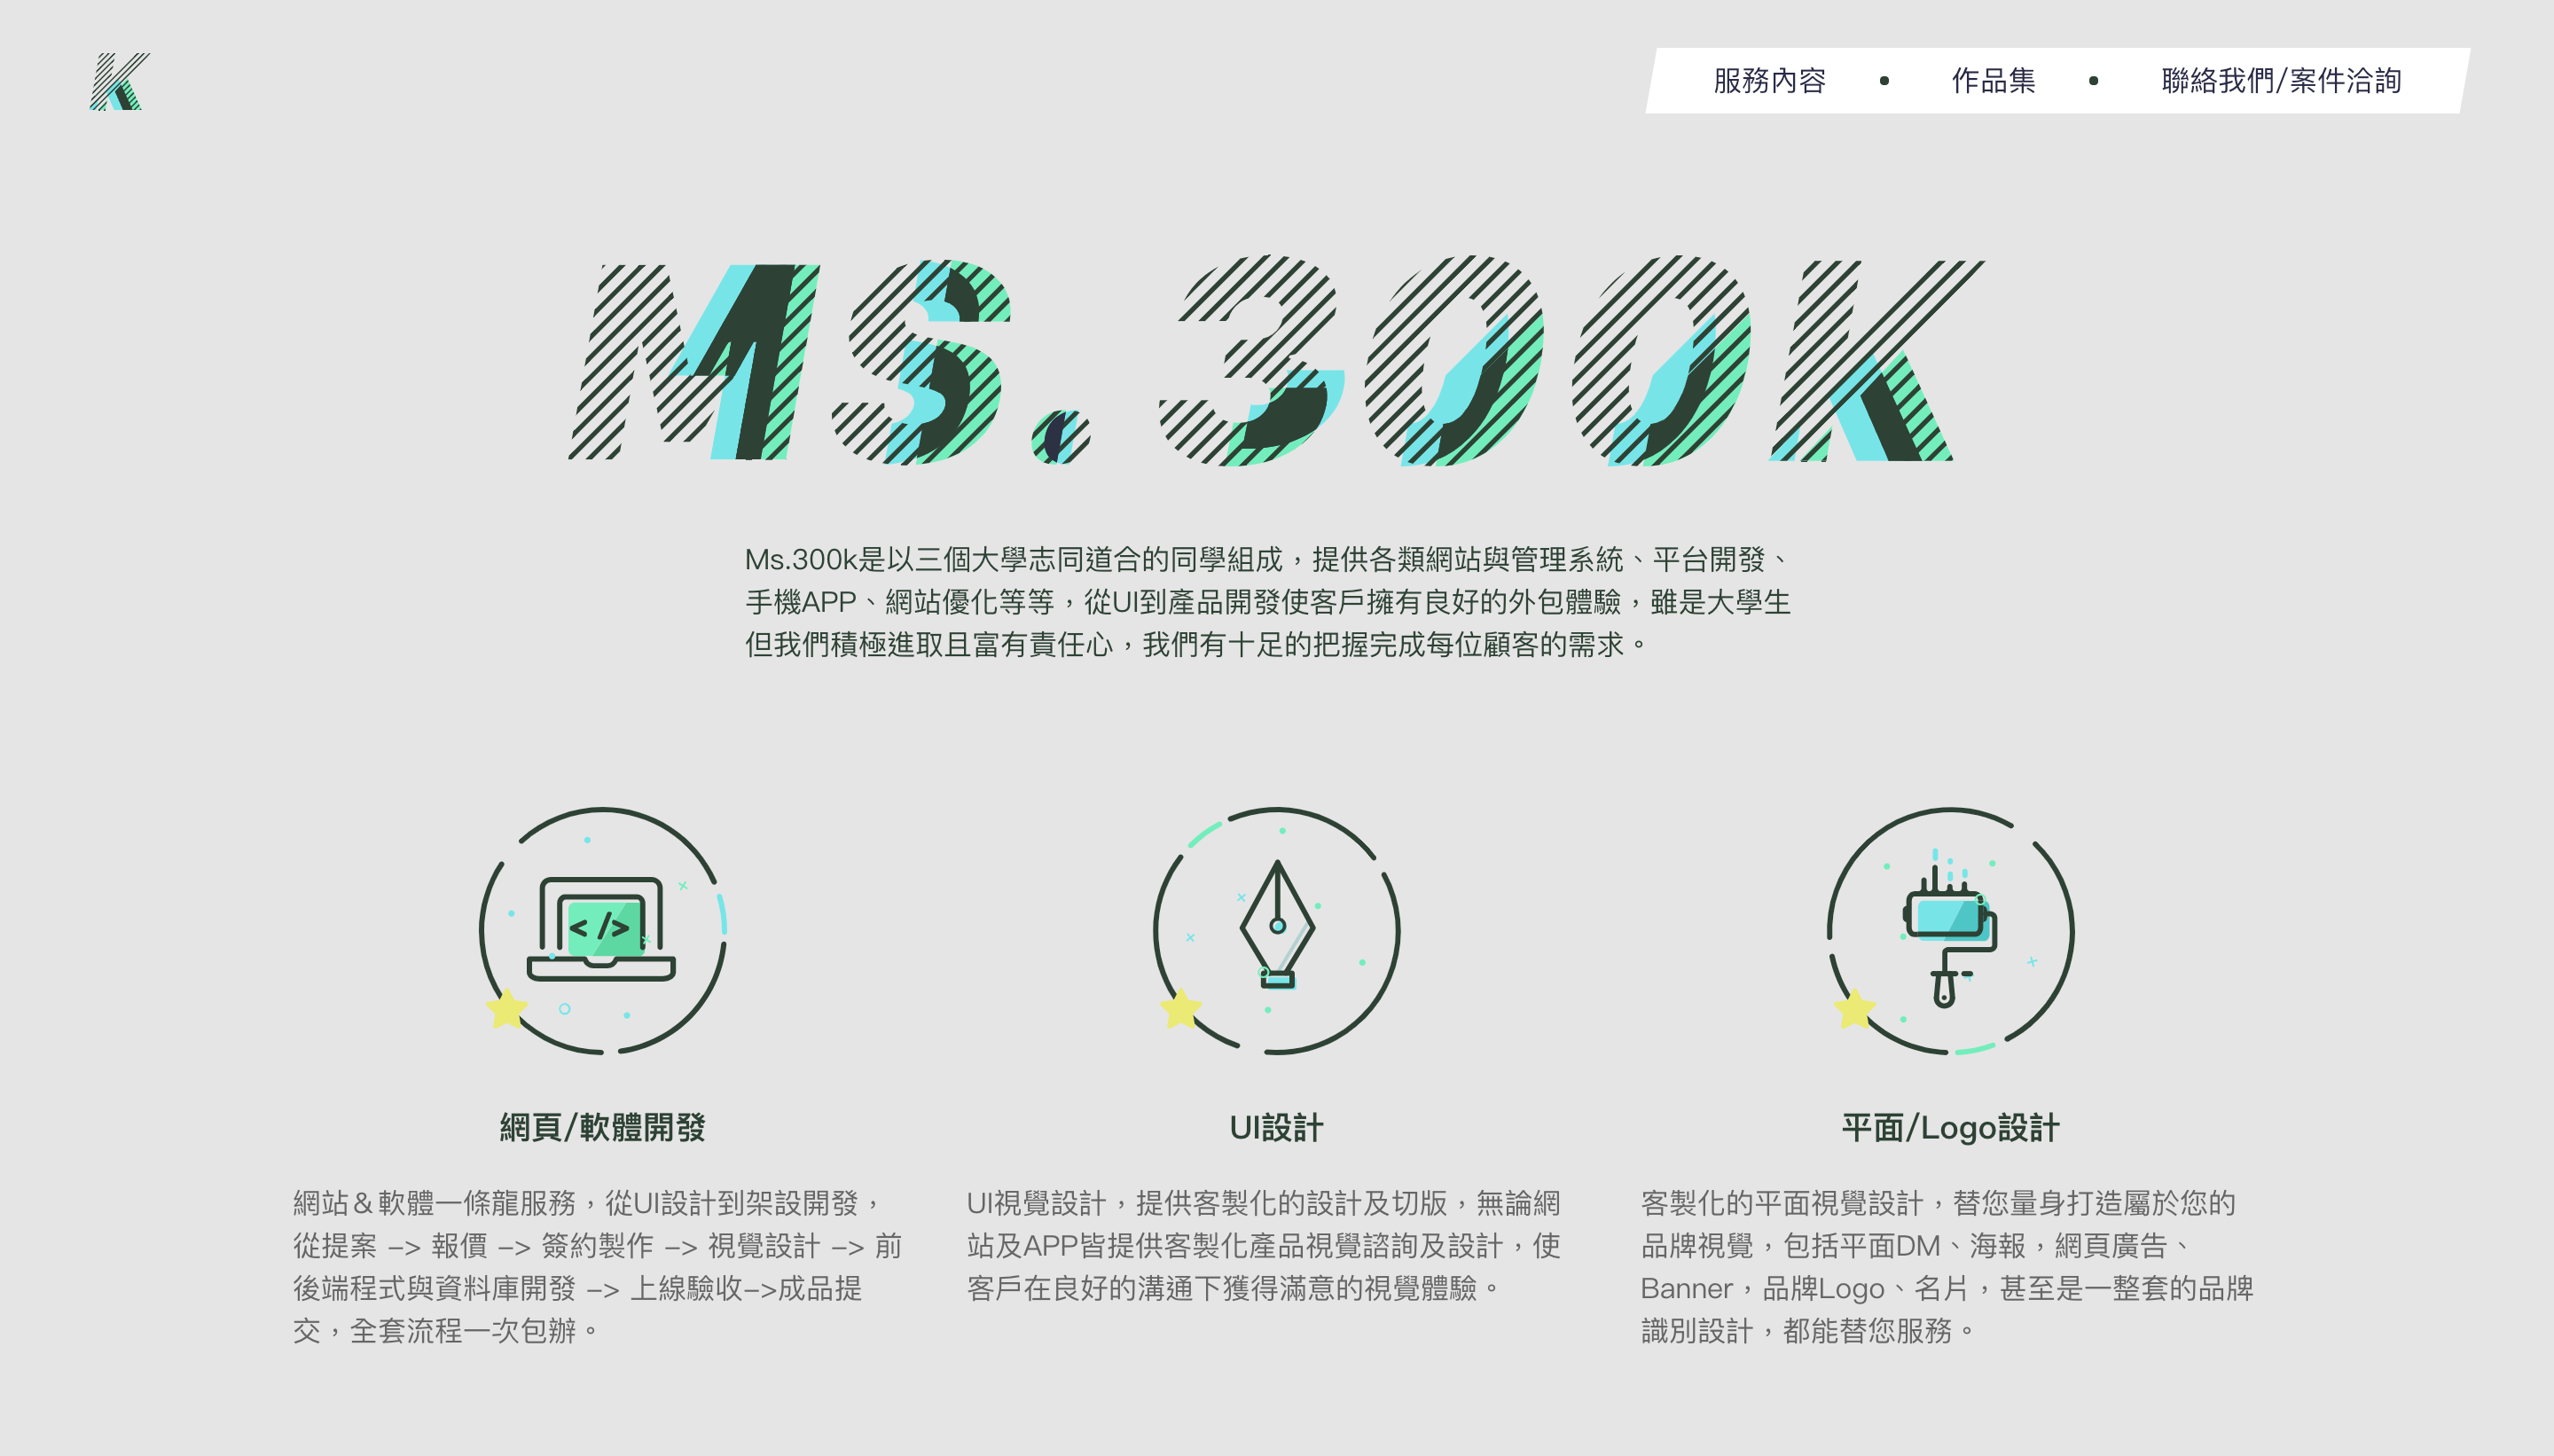 K
服務內容 • 作品集 • 聯絡我們/案件洽詢
MS.300K
Ms.300k是以三個大學志同道合的同學組成，提供各類網站與管理系統、平台開發、
手機APP、網站優化等等，從UI到產品開發使客戶擁有良好的外包體驗，雖是大學生
但我們積極進取且富有責任心，我們有十足的把握完成每位顧客的需求。
</>
網頁/軟體開發
網站＆軟體一條龍服務，從UI設計到架設開發，
從提案 –> 報價 –> 簽約製作 –> 視覺設計 –> 前
後端程式與資料庫開發 –> 上線驗收–>成品提
交，全套流程一次包辦。
UI設計
UI視覺設計，提供客製化的設計及切版，無論網
站及APP皆提供客製化產品視覺諮詢及設計，使
客戶在良好的溝通下獲得滿意的視覺體驗。
平面/Logo設計
客製化的平面視覺設計，替您量身打造屬於您的
品牌視覺，包括平面DM、海報，網頁廣告、
Banner，品牌Logo、名片，甚至是一整套的品牌
識別設計，都能替您服務。